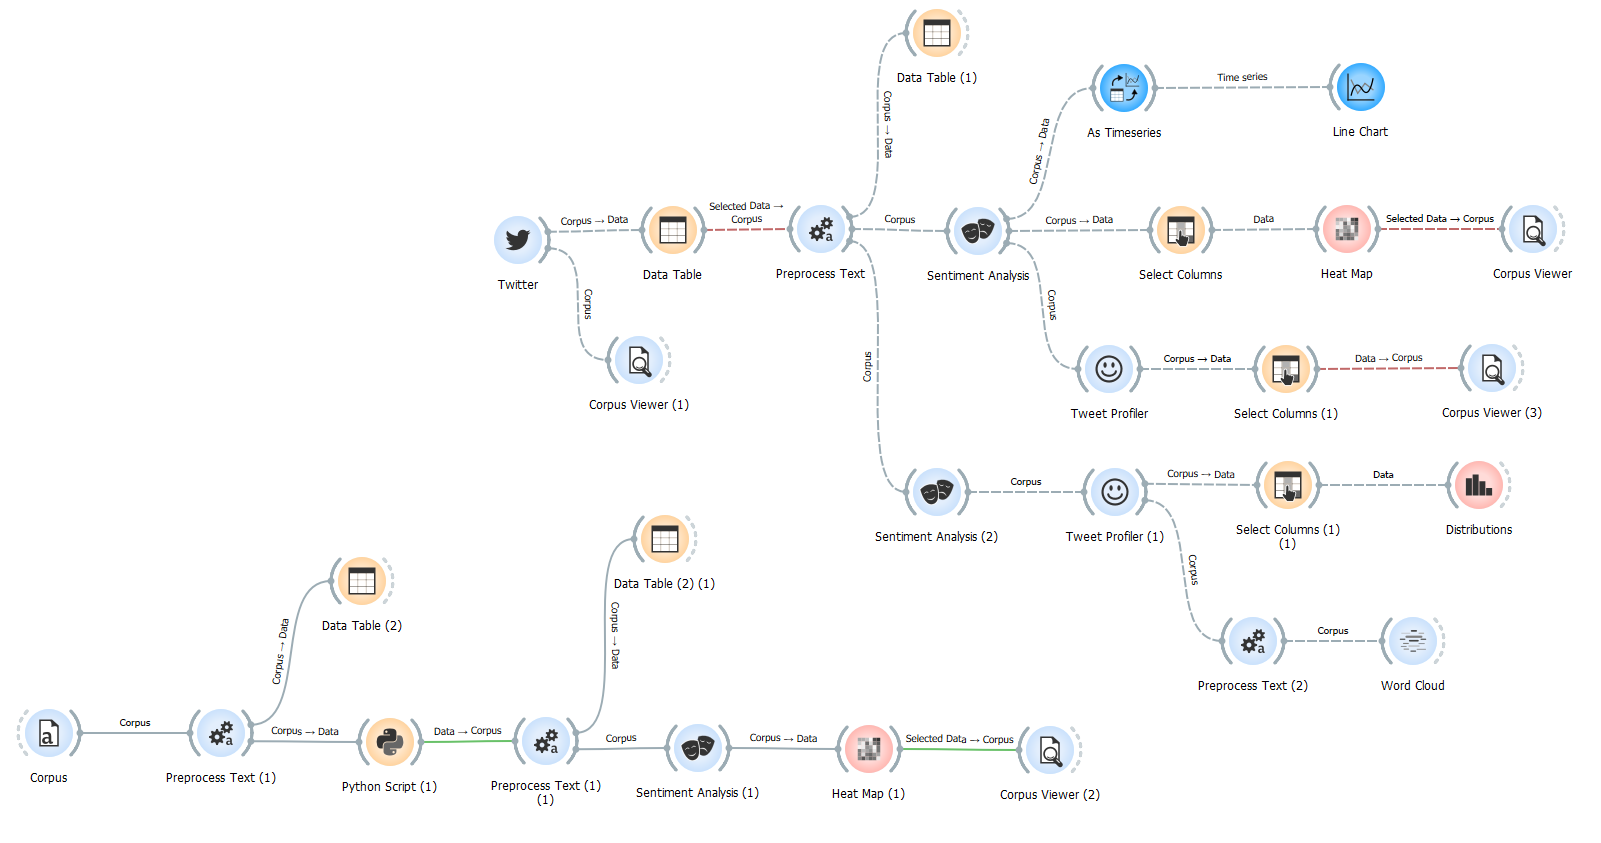 Data Table (1)
Corpus → Data
As Timeseries
Time series
Line Chart
Corpus → Data
Twitter
Corpus → Data
Data Table
Selected Data →
Corpus
Preprocess Text
Corpus
Sentiment Analysis
Corpus → Data
Select Columns
Data
Heat Map
Selected Data → Corpus
Corpus Viewer
Corpus
Corpus Viewer (1)
Corpus
Tweet Profiler
Corpus → Data
Select Columns (1)
Data → Corpus
Corpus Viewer (3)
Corpus
Sentiment Analysis (2)
Corpus
Tweet Profiler (1)
Corpus → Data
Select Columns (1)
(1)
Data
Distributions
Corpus
Preprocess Text (2)
Corpus
Word Cloud
Data Table (2)
Corpus → Data
Data Table (2) (1)
Corpus → Data
a
Corpus
Corpus
Preprocess Text (1)
Corpus → Data
Python Script (1)
Data → Corpus
Preprocess Text (1)
(1)
Corpus
Sentiment Analysis (1)
Corpus → Data
Heat Map (1)
Selected Data → Corpus
Corpus Viewer (2)